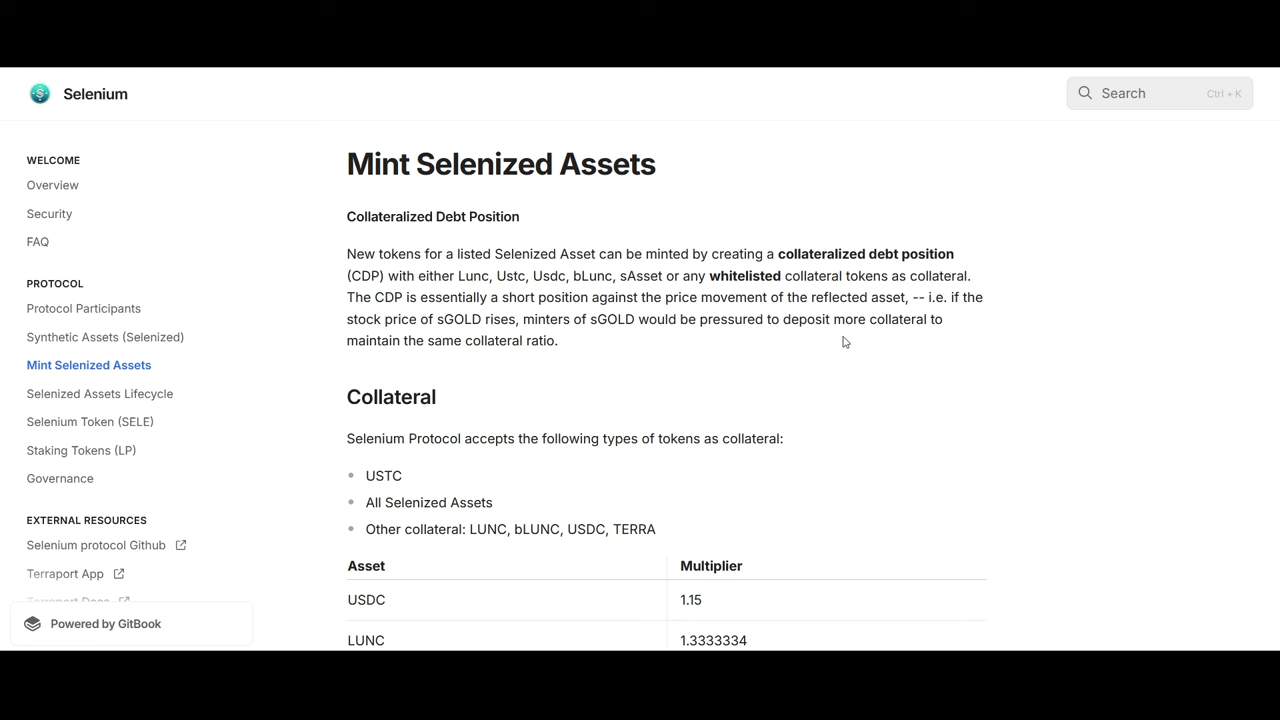 Selenium
Search
Ctrl + K
WELCOME
Overview
Security
FAQ
PROTOCOL
Protocol Participants
Synthetic Assets (Selenized)
Mint Selenized Assets
Selenized Assets Lifecycle
Selenium Token (SELE)
Staking Tokens (LP)
Governance
EXTERNAL RESOURCES
Selenium protocol Github
Terraport App
Terraport Docs
Powered by GitBook
Mint Selenized Assets
Collateralized Debt Position
New tokens for a listed Selenized Asset can be minted by creating a collateralized debt position
(CDP) with either Lunc, Ustc, Usdc, bLunc, sAsset or any whitelisted collateral tokens as collateral.
The CDP is essentially a short position against the price movement of the reflected asset, -- i.e. if the
stock price of sGOLD rises, minters of sGOLD would be pressured to deposit more collateral to
maintain the same collateral ratio.
Collateral
Selenium Protocol accepts the following types of tokens as collateral:
USTC
All Selenized Assets
Other collateral: LUNC, bLUNC, USDC, TERRA
Asset Multiplier
USDC 1.15
LUNC 1.3333334